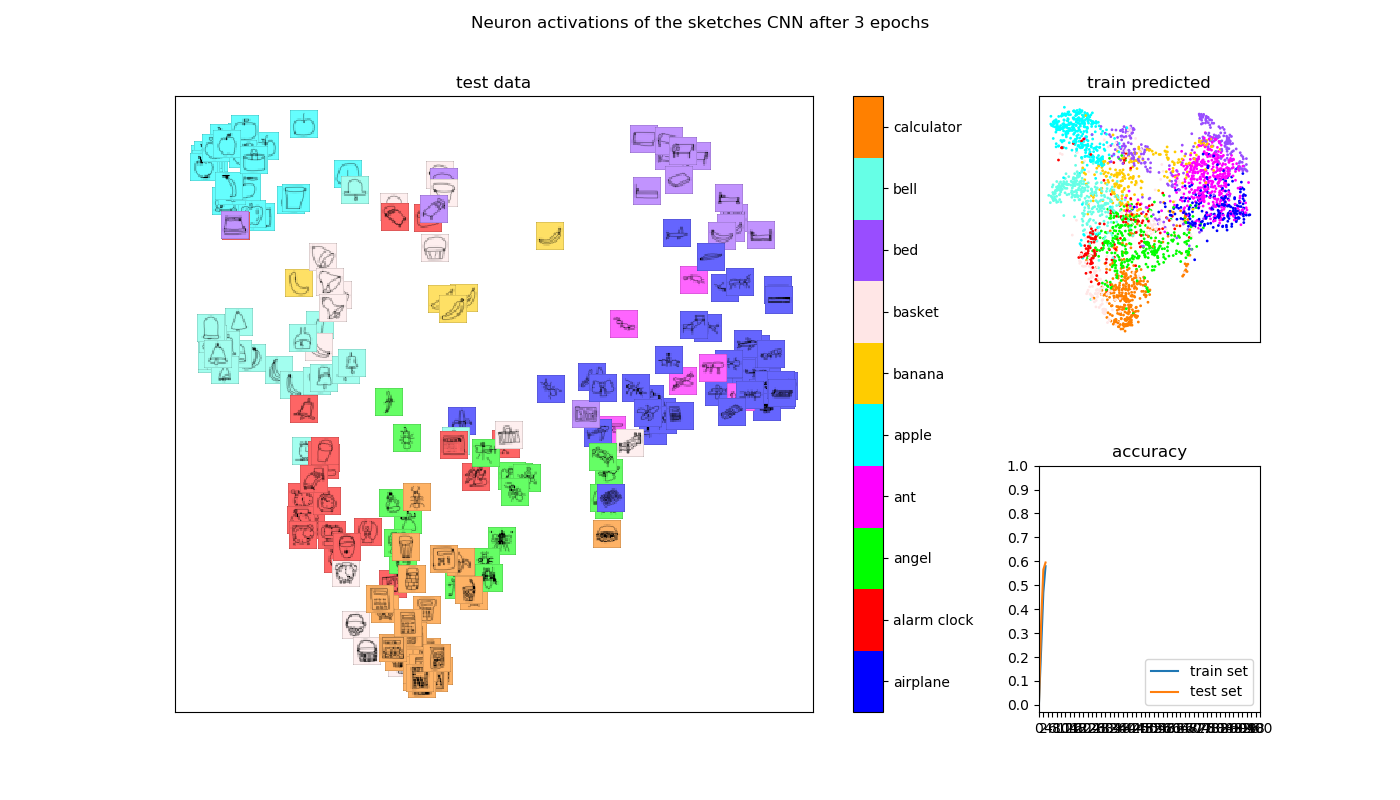 Neuron activations of the sketches CNN after 3 epochs
test data
calculator
bell
bed
basket
banana
apple
ant
angel
alarm clock
airplane
train predicted
accuracy
1.0
0.9
0.8
0.7
0.6
0.5
0.4
0.3
0.2
0.1
0.0
train set
test set